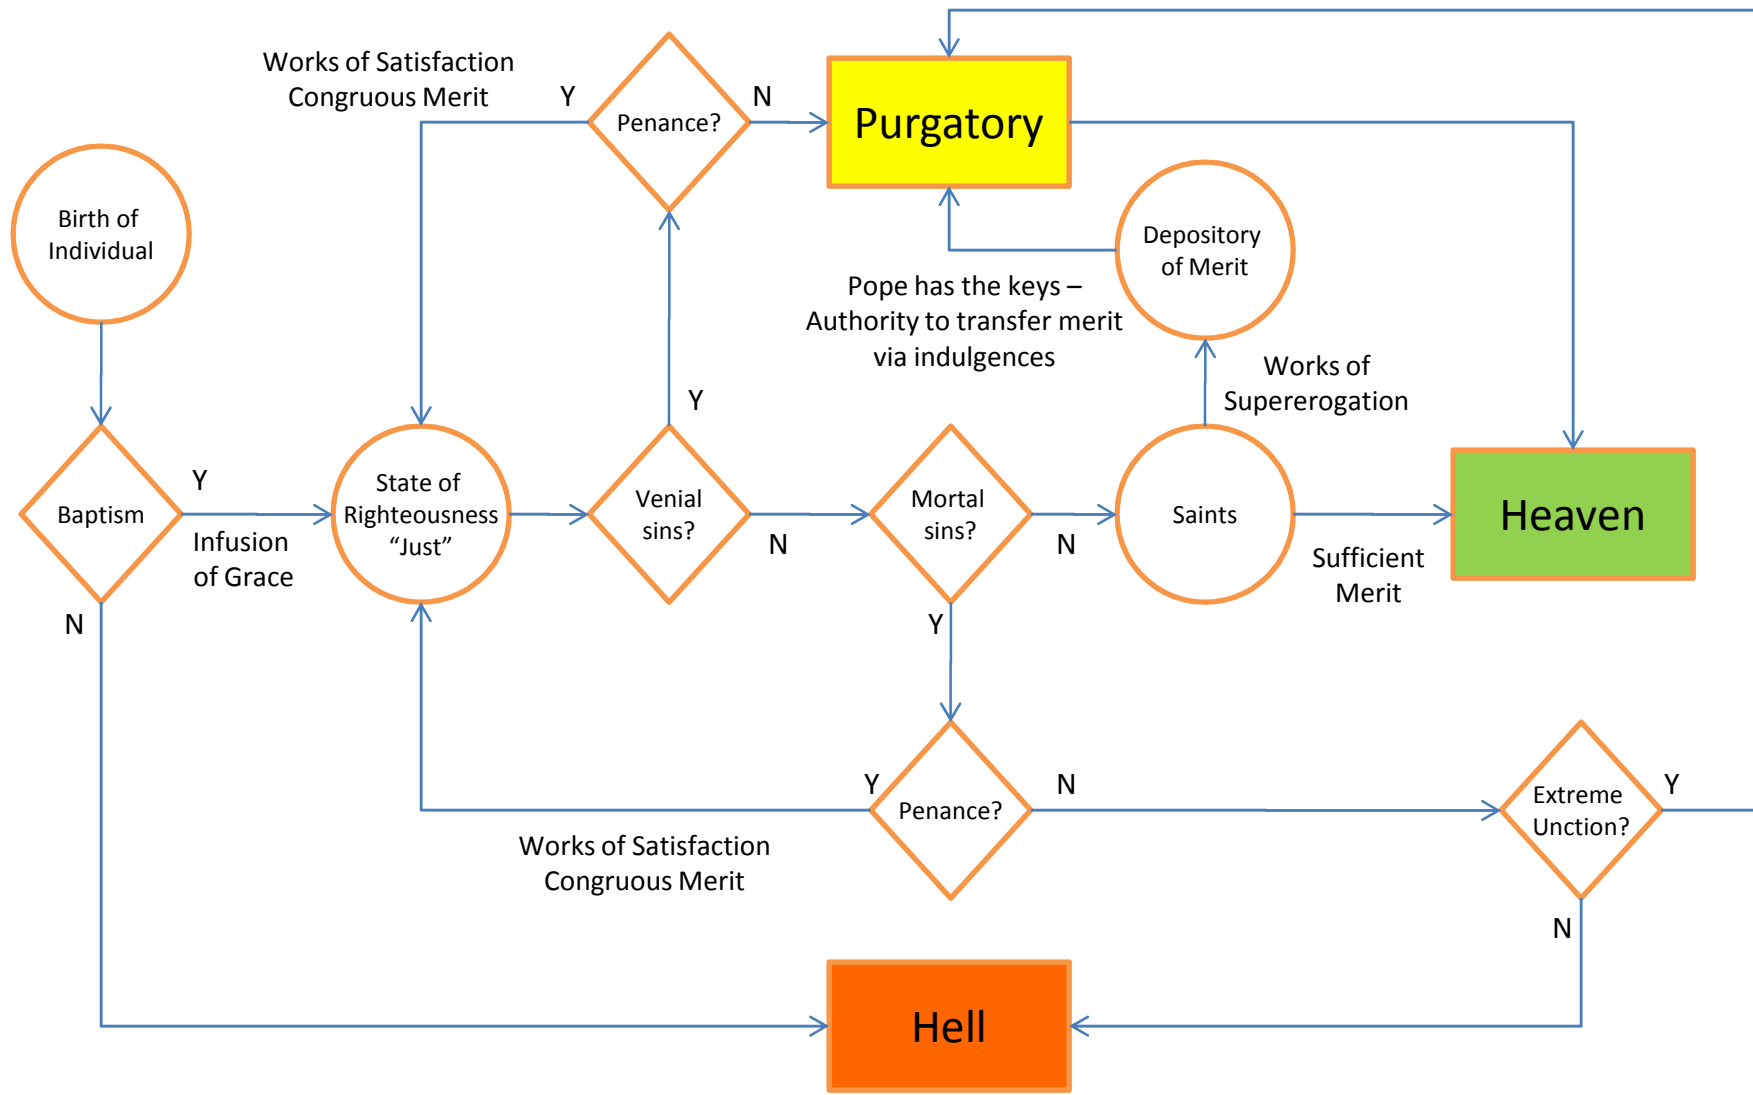 Works of Satisfaction
Congruous Merit
Y
Penance?
N
Purgatory
Birth of
Individual
Depository
of Merit
Pope has the keys –
Authority to transfer merit
via indulgences
Works of
Supererogation
Y
Baptism
Y
Infusion
of Grace
N
State of
Righteousness
“Just”
Venial
sins?
N
Mortal
sins?
N
Saints
Sufficient
Merit
Heaven
Y
Y
Penance?
N
Works of Satisfaction
Congruous Merit
Extreme
Unction?
Y
N
Hell